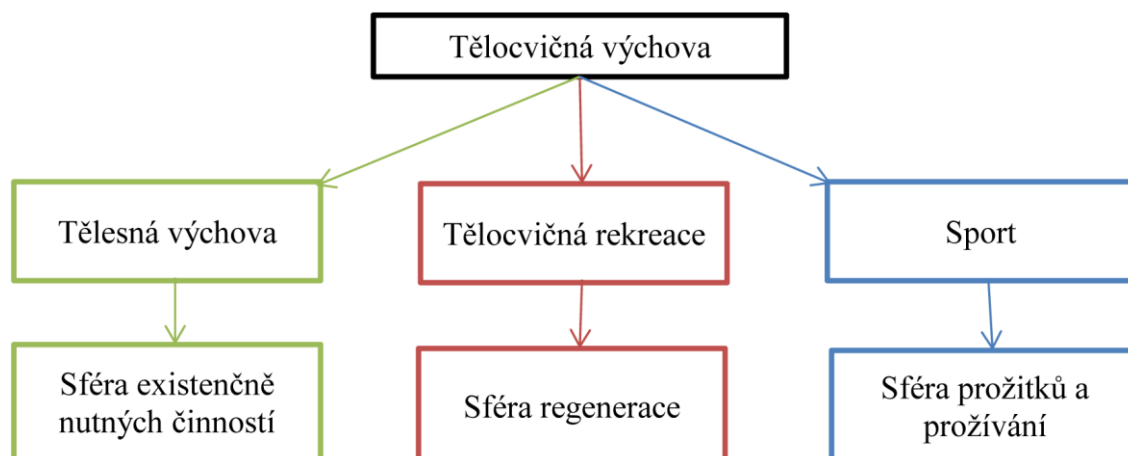 Tělocvičná výchova
Tělesná výchova
Tělocvičná rekreace
Sport
Sféra existenčně
nutných činností
Sféra regenerace
Sféra prožitků a
prožívání